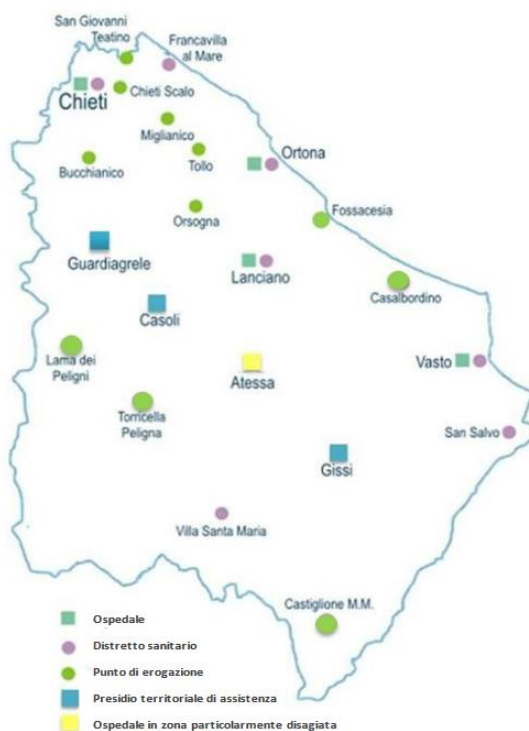 San Giovanni
Teatino
Francavilla
al Mare
Chieti
Chieti Scalo
Miglianico
Tollo
Bucchianico
Ortona
Orsogna
Fossacesia
Guardiagrele
Lanciano
Casalbordino
Casoli
Lama dei
Peligni
Atessa
Vasto
Torricella
Peligna
San Salvo
Gissi
Villa Santa Maria
Castiglione M.M.
Ospedale
Distretto sanitario
Punto di erogazione
Presidio territoriale di assistenza
Ospedale in zona particolarmente disagiata